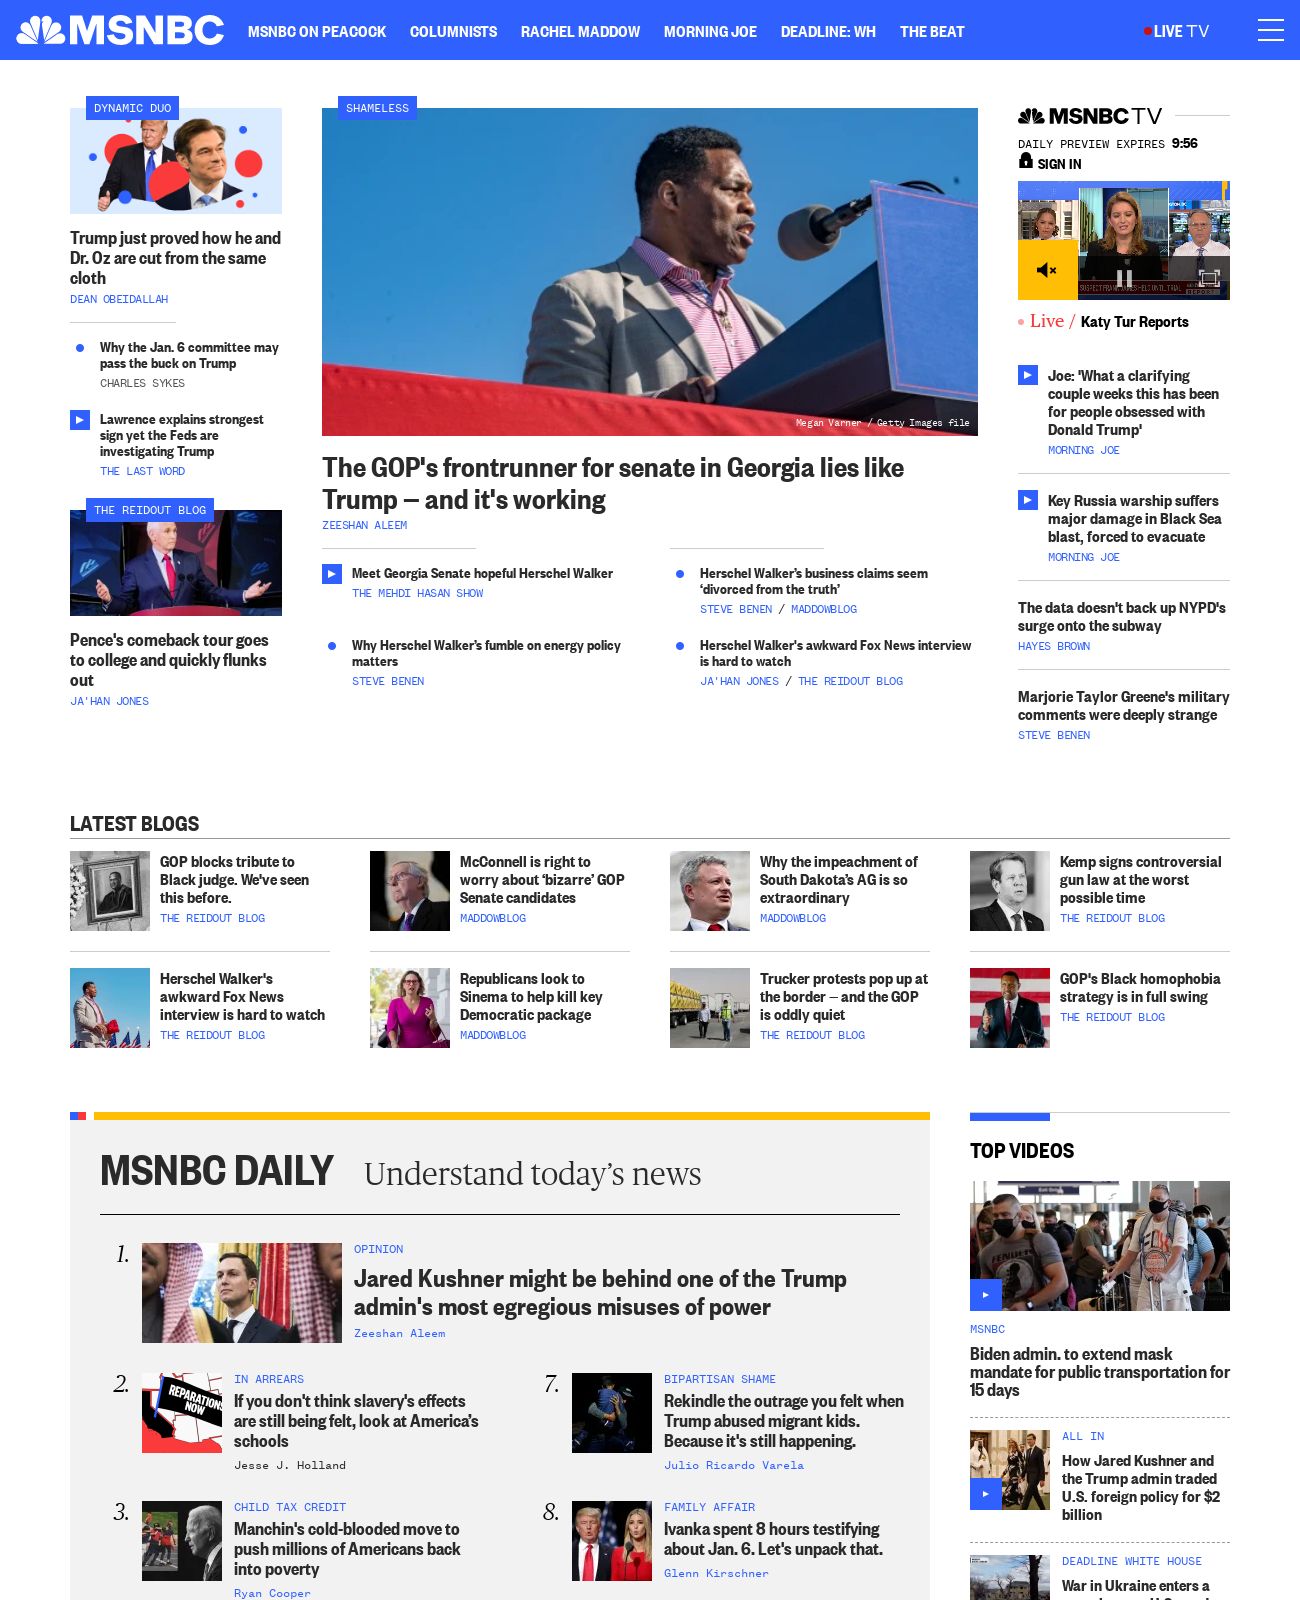 MSNBC
MSNBC ON PEACOCK
COLUMNISTS
RACHEL MADDOW
MORNING JOE
DEADLINE: WH
THE BEAT
LIVE TV
DYNAMIC DUO
Trump just proved how he and
Dr. Oz are cut from the same
cloth
DEAN OBEIDALLAH
Why the Jan. 6 committee may
pass the buck on Trump
CHARLES SYKES
Lawrence explains strongest
sign yet the Feds are
investigating Trump
THE LAST WORD
THE REIDOUT BLOG
Pence's comeback tour goes
to college and quickly flunks
out
JA'HAN JONES
SHAMELESS
Megan Varner / Getty Images file
The GOP's frontrunner for senate in Georgia lies like
Trump — and it's working
ZEESHAN ALEEM
Meet Georgia Senate hopeful Herschel Walker
THE MEHDI HASAN SHOW
Herschel Walker’s business claims seem
‘divorced from the truth’
STEVE BENEN / MADDOWBLOG
Why Herschel Walker’s fumble on energy policy
matters
STEVE BENEN
Herschel Walker's awkward Fox News interview
is hard to watch
JA'HAN JONES / THE REIDOUT BLOG
MSNBC TV
DAILY PREVIEW EXPIRES 9:56
SIGN IN
SUSPECT FRANK JAMES HELD UNTIL TRIAL
REPORTS
Live / Katy Tur Reports
Joe: 'What a clarifying
couple weeks this has been
for people obsessed with
Donald Trump'
MORNING JOE
Key Russia warship suffers
major damage in Black Sea
blast, forced to evacuate
MORNING JOE
The data doesn't back up NYPD's
surge onto the subway
HAYES BROWN
Marjorie Taylor Greene's military
comments were deeply strange
STEVE BENEN
LATEST BLOGS
GOP blocks tribute to
Black judge. We've seen
this before.
THE REIDOUT BLOG
McConnell is right to
worry about ‘bizarre’ GOP
Senate candidates
MADDOWBLOG
Why the impeachment of
South Dakota’s AG is so
extraordinary
MADDOWBLOG
Kemp signs controversial
gun law at the worst
possible time
THE REIDOUT BLOG
Herschel Walker's
awkward Fox News
interview is hard to watch
THE REIDOUT BLOG
Republicans look to
Sinema to help kill key
Democratic package
MADDOWBLOG
Trucker protests pop up at
the border — and the GOP
is oddly quiet
THE REIDOUT BLOG
GOP's Black homophobia
strategy is in full swing
THE REIDOUT BLOG
MSNBC DAILY
Understand today’s news
1.
OPINION
Jared Kushner might be behind one of the Trump
admin's most egregious misuses of power
Zeeshan Aleem
2.
REPARATIONS
NOW
IN ARREARS
If you don't think slavery's effects
are still being felt, look at America’s
schools
Jesse J. Holland
3.
CHILD TAX CREDIT
Manchin's cold-blooded move to
push millions of Americans back
into poverty
Ryan Cooper
7.
BIPARTISAN SHAME
Rekindle the outrage you felt when
Trump abused migrant kids.
Because it's still happening.
Julio Ricardo Varela
8.
FAMILY AFFAIR
Ivanka spent 8 hours testifying
about Jan. 6. Let's unpack that.
Glenn Kirschner
TOP VIDEOS
FENDI
MSNBC
Biden admin. to extend mask
mandate for public transportation for
15 days
ALL IN
How Jared Kushner and
the Trump admin traded
U.S. foreign policy for $2
billion
DEADLINE WHITE HOUSE
War in Ukraine enters a